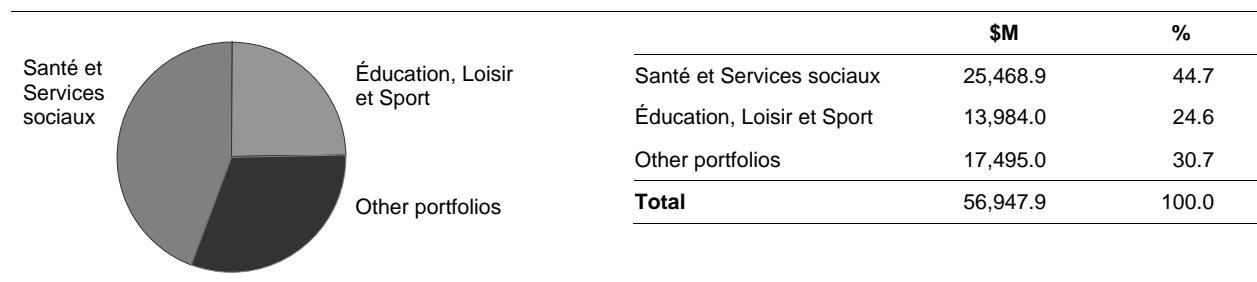 Santé et
Services
sociaux
Éducation, Loisir
et Sport
Other portfolios
$M %
Santé et Services sociaux 25,468.9 44.7
Éducation, Loisir et Sport 13,984.0 24.6
Other portfolios 17,495.0 30.7
Total 56,947.9 100.0